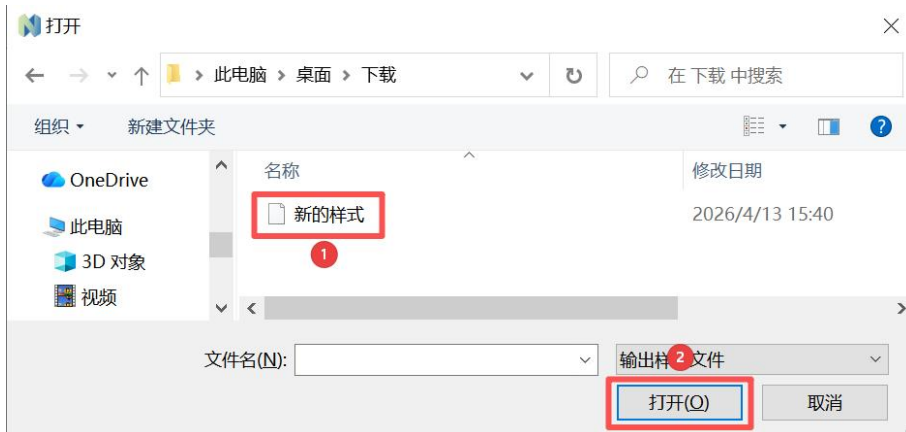 打开
此电脑 > 桌面 > 下载
在 下载 中搜索
组织 新建文件夹
名称 修改日期
OneDrive
新的样式 2026/4/13 15:40
此电脑
1
3D 对象
视频
文件名(N): 输出样 2 文件
打开(O) 取消